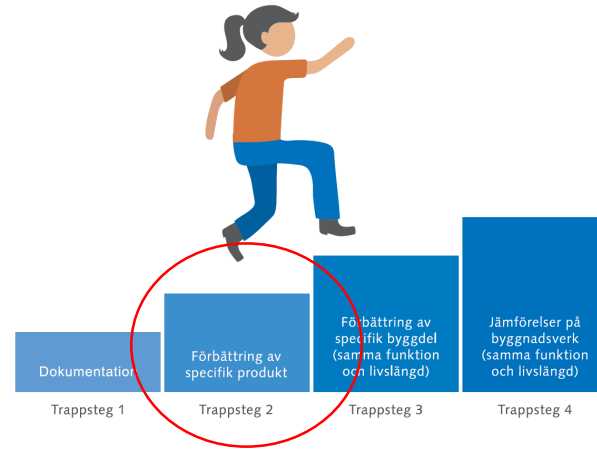 Dokumentation
Förbättring av
specifik produkt
Förbättring av
specifik byggdel
(samma funktion
och livslängd)
Jämförelser på
byggnadsverk
(samma funktion
och livslängd)
Trappsteg 1
Trappsteg 2
Trappsteg 3
Trappsteg 4